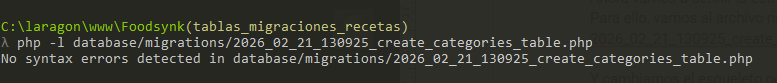 C:\laragon\www\Foodsynk(tablas_migraciones_recetas)
λ php -l database/migrations/2026_02_21_130925_create_categories_table.php
No syntax errors detected in database/migrations/2026_02_21_130925_create_categories_table.php